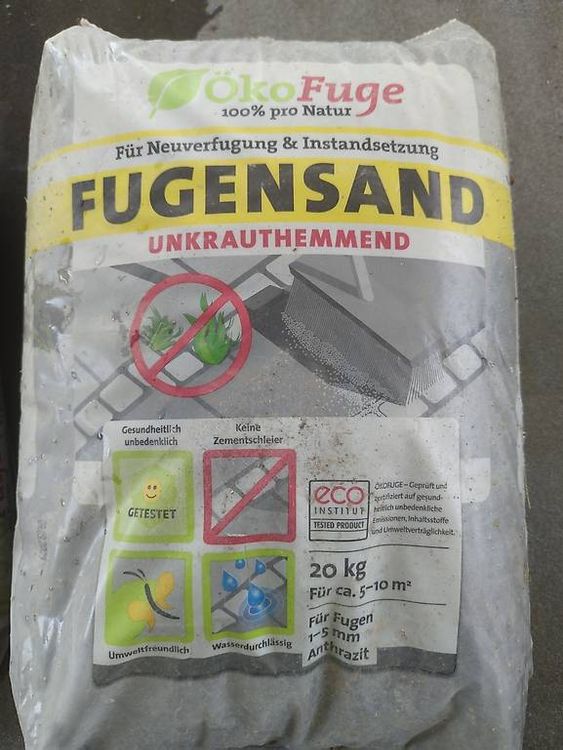 ÖkoFuge
100% pro Natur
Für Neuverfugung & Instandsetzung
FUGENSAND
UNKRAUTHEMMEND
Gesundheitlich
unbedenklich
Keine
Zementschleier
GETESTET
eco
INSTITUT
TESTED PRODUCT
ÖKOFUGE – Geprüft und
zertifiziert auf gesund-
heitlich unbedenkliche
Emissionen, Inhaltsstoffe
und Umweltverträglichkeit.
20 kg
Für ca. 5–10 m²
Für Fugen
1–5 mm
Anthrazit
Umweltfreundlich
Wasserdurchlässig